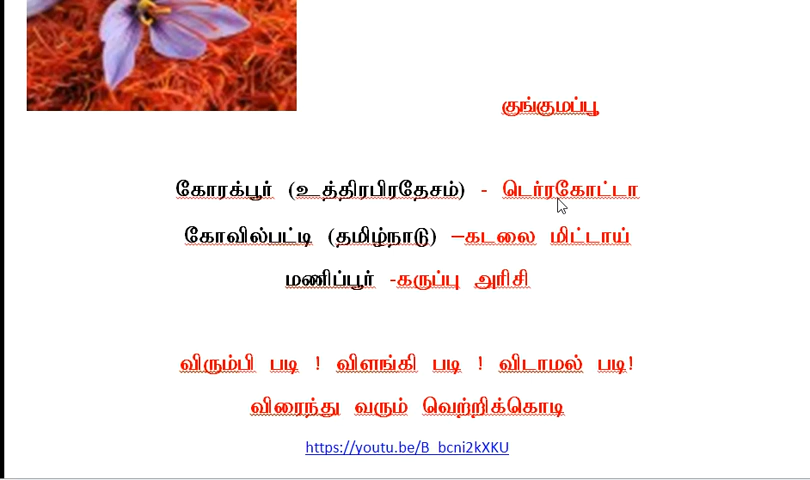 குங்குமப்பூ
கோரக்பூர் (உத்திரபிரதேசம்) - டெர்ரகோட்டா
கோவில்பட்டி (தமிழ்நாடு) –கடலை மிட்டாய்
மணிப்பூர் -கருப்பு அரிசி
விரும்பி படி ! விளங்கி படி ! விடாமல் படி!
விரைந்து வரும் வெற்றிக்கொடி
https://youtu.be/B_bcni2kXKU